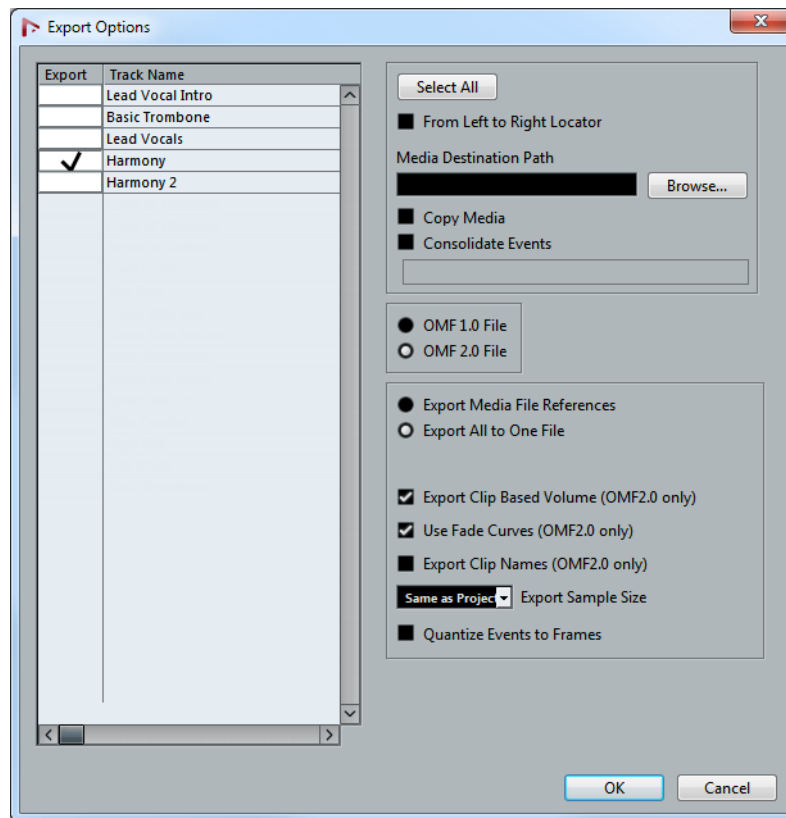 Export Options
Export Track Name
Lead Vocal Intro
Basic Trombone
Lead Vocals
Harmony
Harmony 2
Select All
From Left to Right Locator
Media Destination Path
Browse...
Copy Media
Consolidate Events
OMF 1.0 File
OMF 2.0 File
Export Media File References
Export All to One File
Export Clip Based Volume (OMF2.0 only)
Use Fade Curves (OMF2.0 only)
Export Clip Names (OMF2.0 only)
Same as Projec Export Sample Size
Quantize Events to Frames
OK Cancel